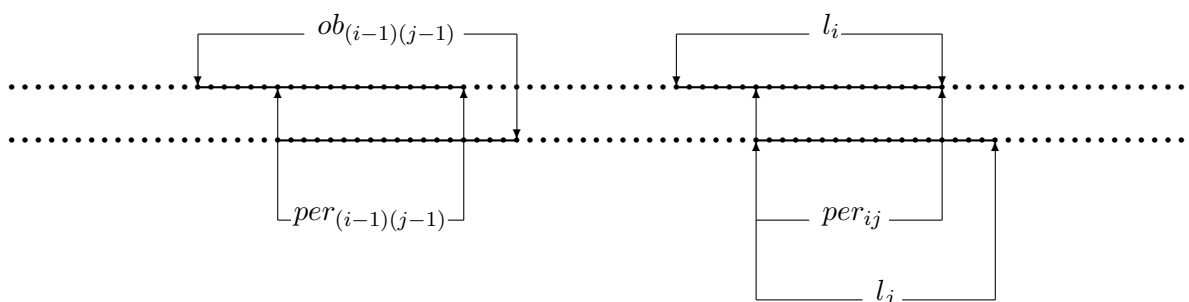 ob_{(i−1)(j−1)} l_i
per_{(i−1)(j−1)} per_{ij}
l_j